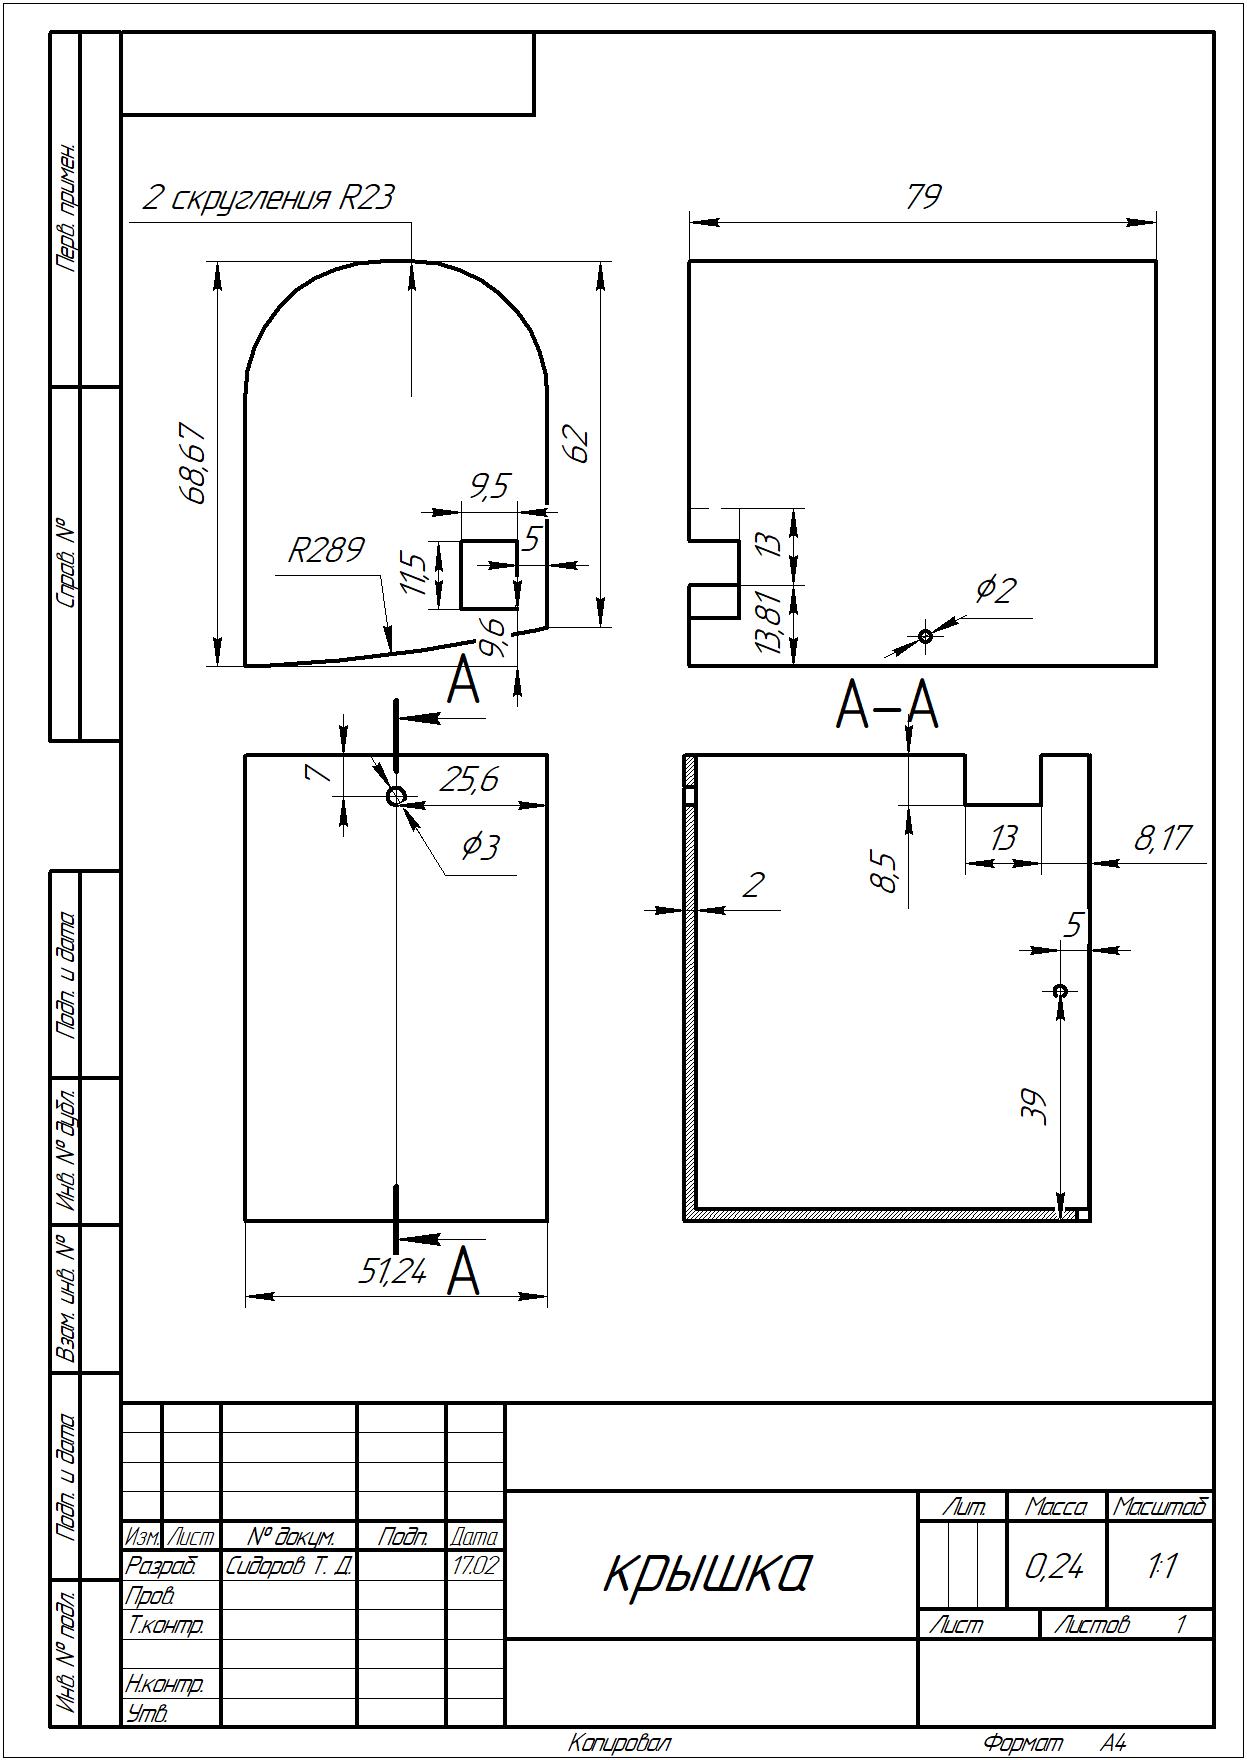 2 скругления R23
79
68,67
62
9,5
5
R289
11,5
9,6
13
13,81
⌀2
А
А-А
7
25,6
⌀3
8,5
13
8,17
2
5
39
51,24
А
Перв. примен.
Справ. №
Подп. и дата
Инв. № дубл.
Взам. инв. №
Подп. и дата
Инв. № подл.
Изм. Лист № докум. Подп. Дата
Разраб. Сидоров Т. Д. 17.02
Пров.
Т.контр.
Н.контр.
Утв.
крышка
Лит. Масса Масштаб
0,24 1:1
Лист Листов 1
Копировал Формат А4